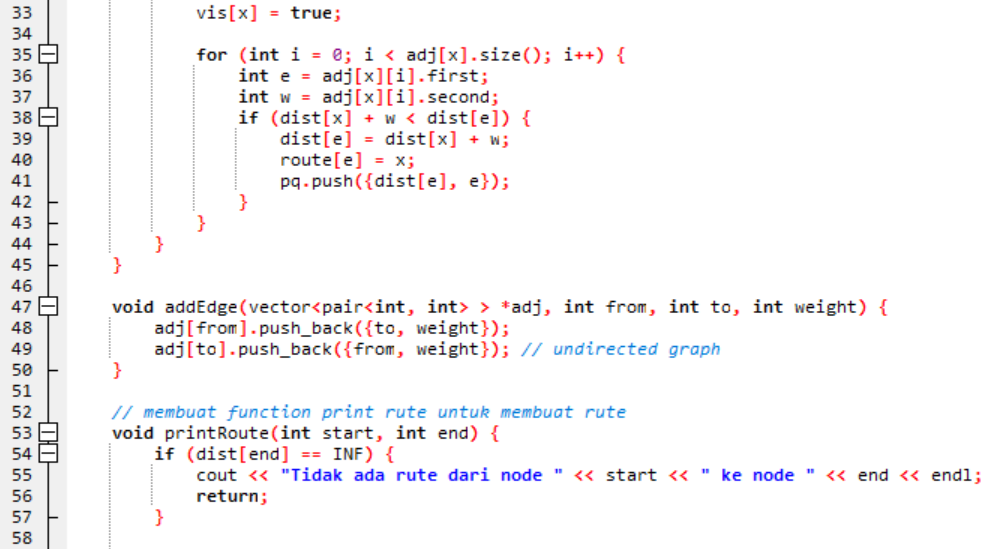 33 vis[x] = true;
34
35 for (int i = 0; i < adj[x].size(); i++) {
36 int e = adj[x][i].first;
37 int w = adj[x][i].second;
38 if (dist[x] + w < dist[e]) {
39 dist[e] = dist[x] + w;
40 route[e] = x;
41 pq.push({dist[e], e});
42 }
43 }
44 }
45 }
46
47 void addEdge(vector<pair<int, int> > *adj, int from, int to, int weight) {
48 adj[from].push_back({to, weight});
49 adj[to].push_back({from, weight}); // undirected graph
50 }
51
52 // membuat function print rute untuk membuat rute
53 void printRoute(int start, int end) {
54 if (dist[end] == INF) {
55 cout << "Tidak ada rute dari node " << start << " ke node " << end << endl;
56 return;
57 }
58